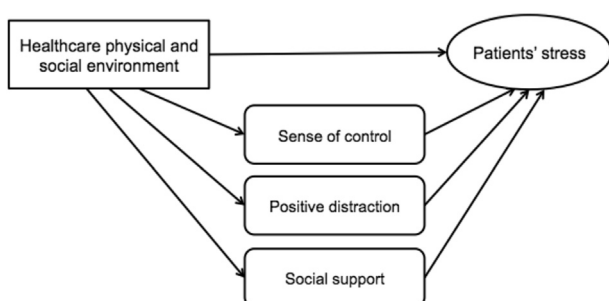 Healthcare physical and
social environment
Patients' stress
Sense of control
Positive distraction
Social support